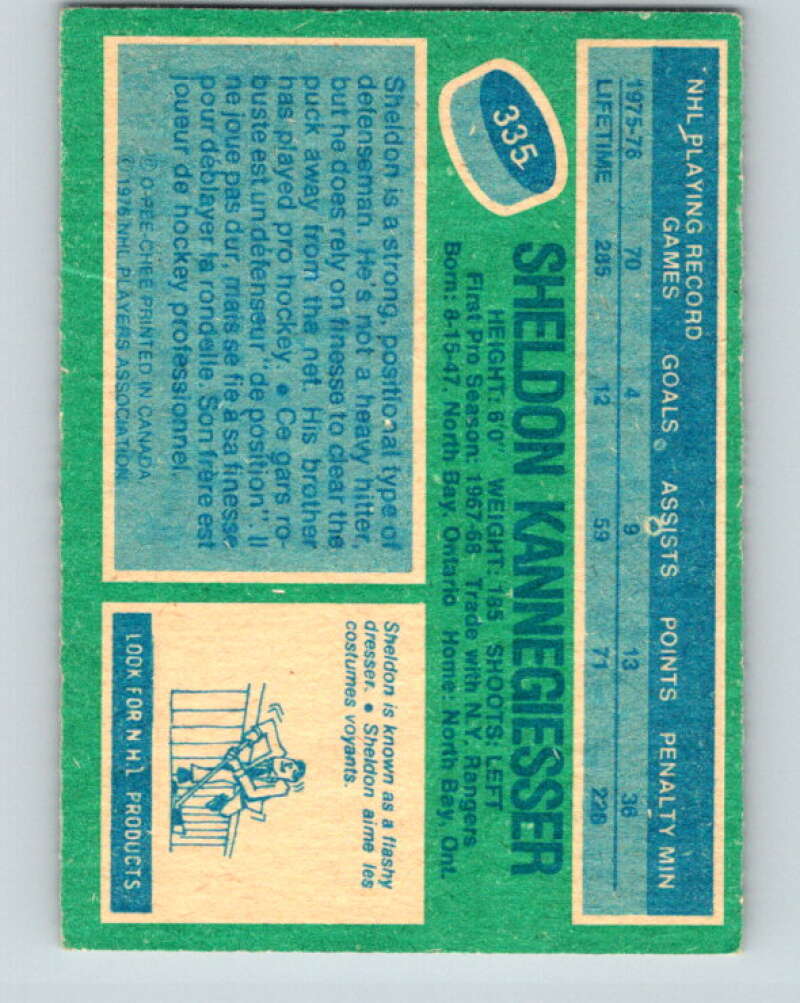 NHL PLAYING RECORD
GAMES GOALS ASSISTS POINTS PENALTY MIN
1975-76 70 4 9 13 36
LIFETIME 285 12 59 71 226
335
SHELDON KANNEGIESSER
HEIGHT: 6'0" WEIGHT: 185 SHOOTS: LEFT
First Pro Season: 1967-68, Trade with N.Y. Rangers
Born: 8-15-47, North Bay, Ontario Home: North Bay, Ont.
Sheldon is a strong, positional type of
defenseman. He's not a heavy hitter,
but he does rely on finesse to clear the
puck away from the net. His brother
has played pro hockey. • Ce gars ro-
buste est un défenseur "de position". Il
ne joue pas dur, mais se fie a sa finesse
pour déblayer la rondelle. Son frère est
joueur de hockey professionnel.
Ⓟ O-PEE-CHEE PRINTED IN CANADA
© 1976 NHL PLAYERS ASSOCIATION
Sheldon is known as a flashy
dresser. • Sheldon aime les
costumes voyants.
LOOK FOR N.H.L PRODUCTS